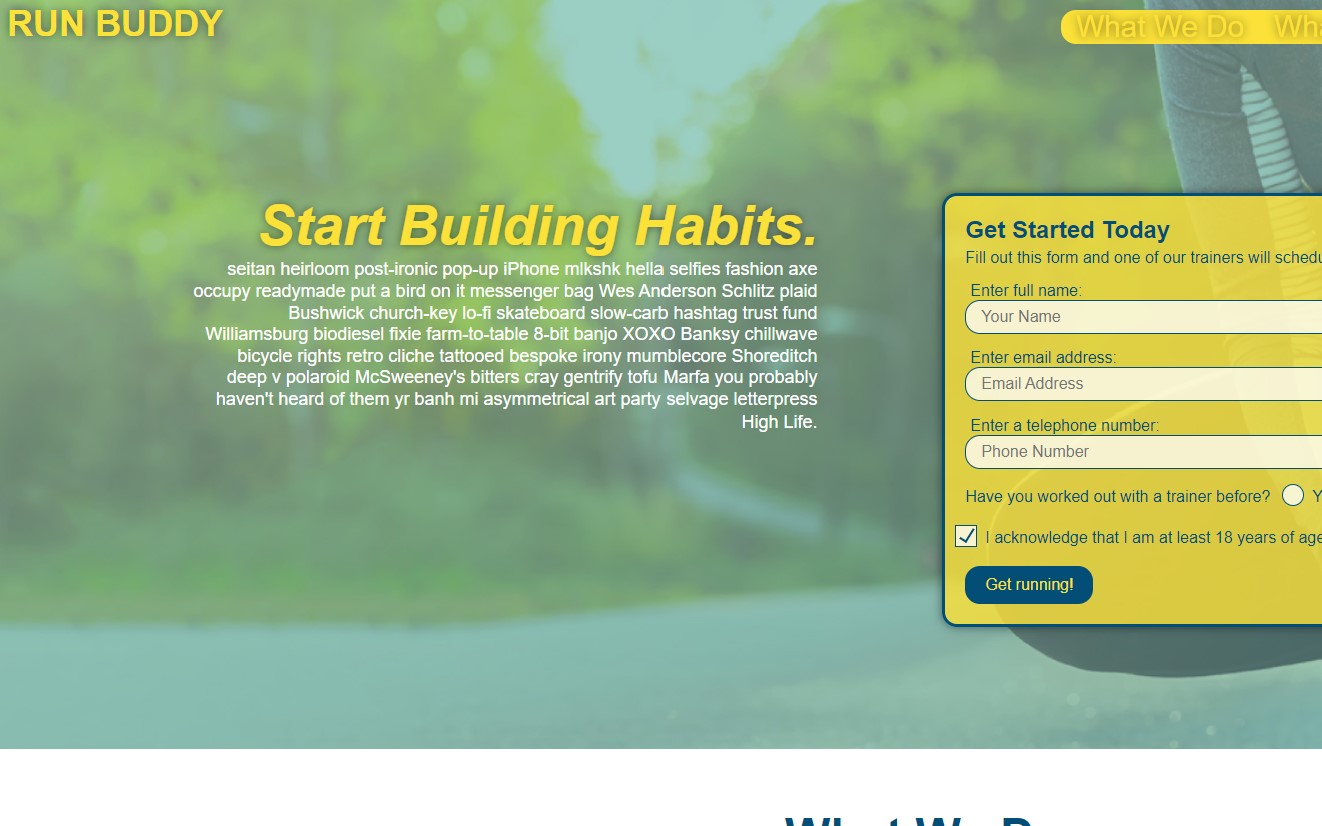 RUN BUDDY
What We Do
Start Building Habits.
seitan heirloom post-ironic pop-up iPhone mlkshk hella selfies fashion axe
occupy readymade put a bird on it messenger bag Wes Anderson Schlitz plaid
Bushwick church-key lo-fi skateboard slow-carb hashtag trust fund
Williamsburg biodiesel fixie farm-to-table 8-bit banjo XOXO Banksy chillwave
bicycle rights retro cliche tattooed bespoke irony mumblecore Shoreditch
deep v polaroid McSweeney's bitters cray gentrify tofu Marfa you probably
haven't heard of them yr banh mi asymmetrical art party selvage letterpress
High Life.
Get Started Today
Fill out this form and one of our trainers will
Enter full name:
Your Name
Enter email address:
Email Address
Enter a telephone number:
Phone Number
Have you worked out with a trainer before?
I acknowledge that I am at least 18 years of age
Get running!
What We